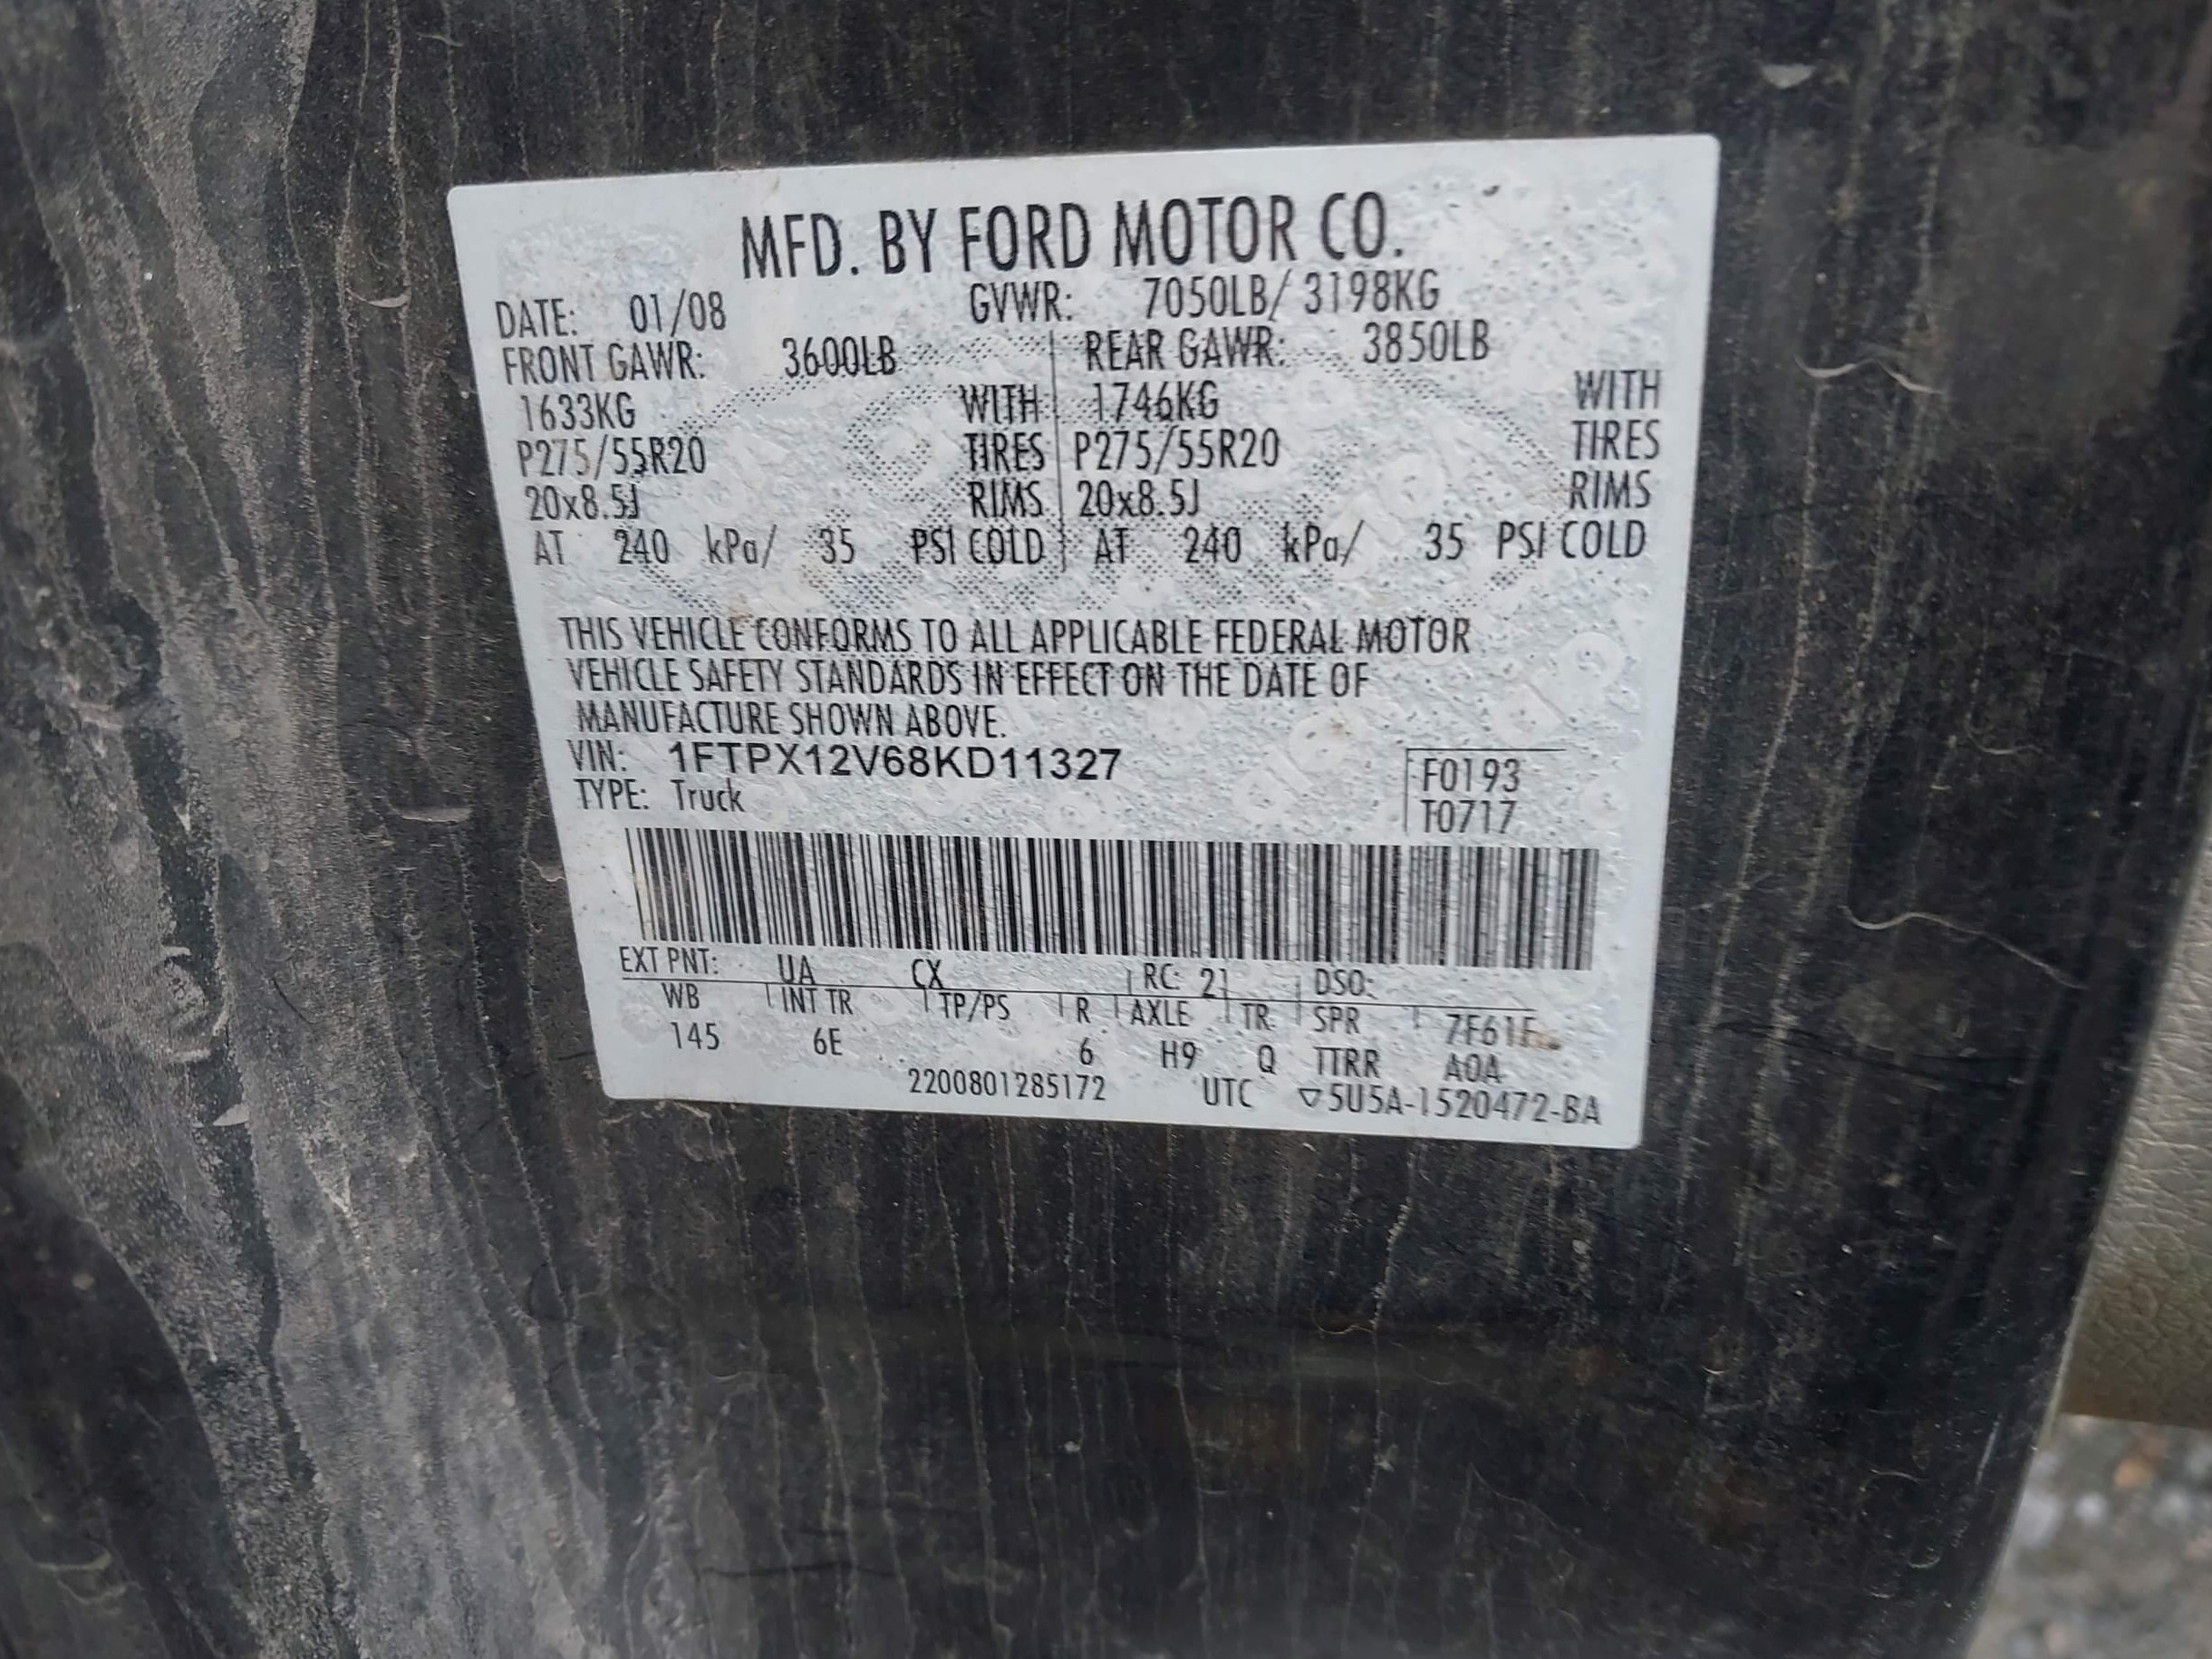 MFD. BY FORD MOTOR CO.
DATE: 01/08 GVWR: 7050LB/ 3198KG
FRONT GAWR: 3600LB REAR GAWR: 3850LB
1633KG WITH 1746KG WITH
P275/55R20 TIRES P275/55R20 TIRES
20x8.5J RIMS 20x8.5J RIMS
AT 240 kPa/ 35 PSI COLD AT 240 kPa/ 35 PSI COLD
THIS VEHICLE CONFORMS TO ALL APPLICABLE FEDERAL MOTOR
VEHICLE SAFETY STANDARDS IN EFFECT ON THE DATE OF
MANUFACTURE SHOWN ABOVE.
VIN: 1FTPX12V68KD11327
TYPE: Truck
F0193
T0717
EXT PNT: UA CX RC: 21 DSO:
WB INT TR TP/PS R AXLE TR SPR
145 6E 6 H9 Q TTRR A0A
2200801285172 UTC ▽5U5A-1520472-BA